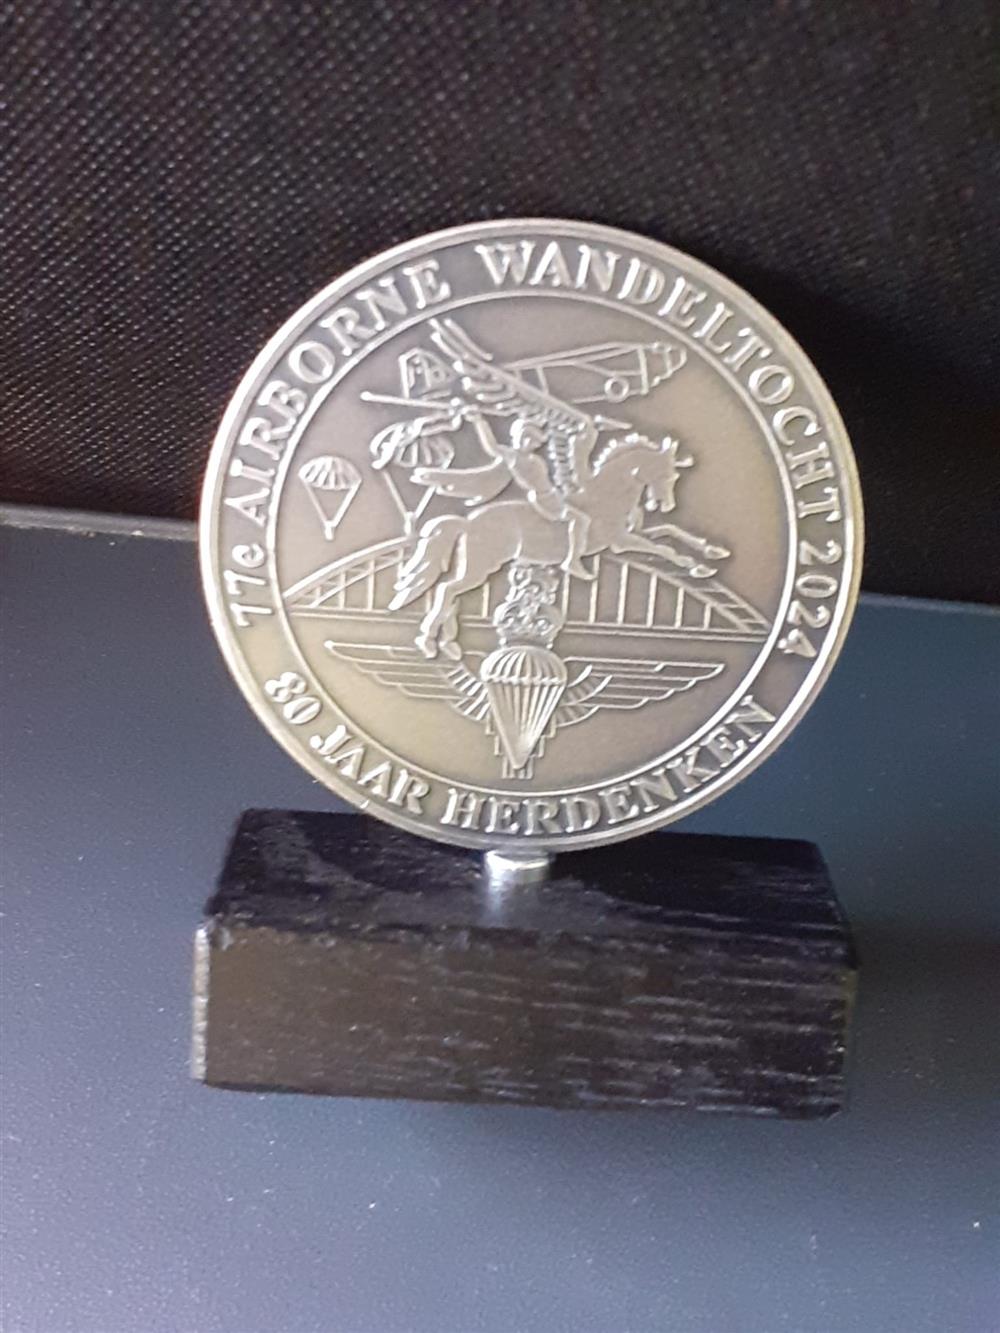 77e AIRBORNE WANDELTOCHT 2024
80 JAAR HERDENKEN